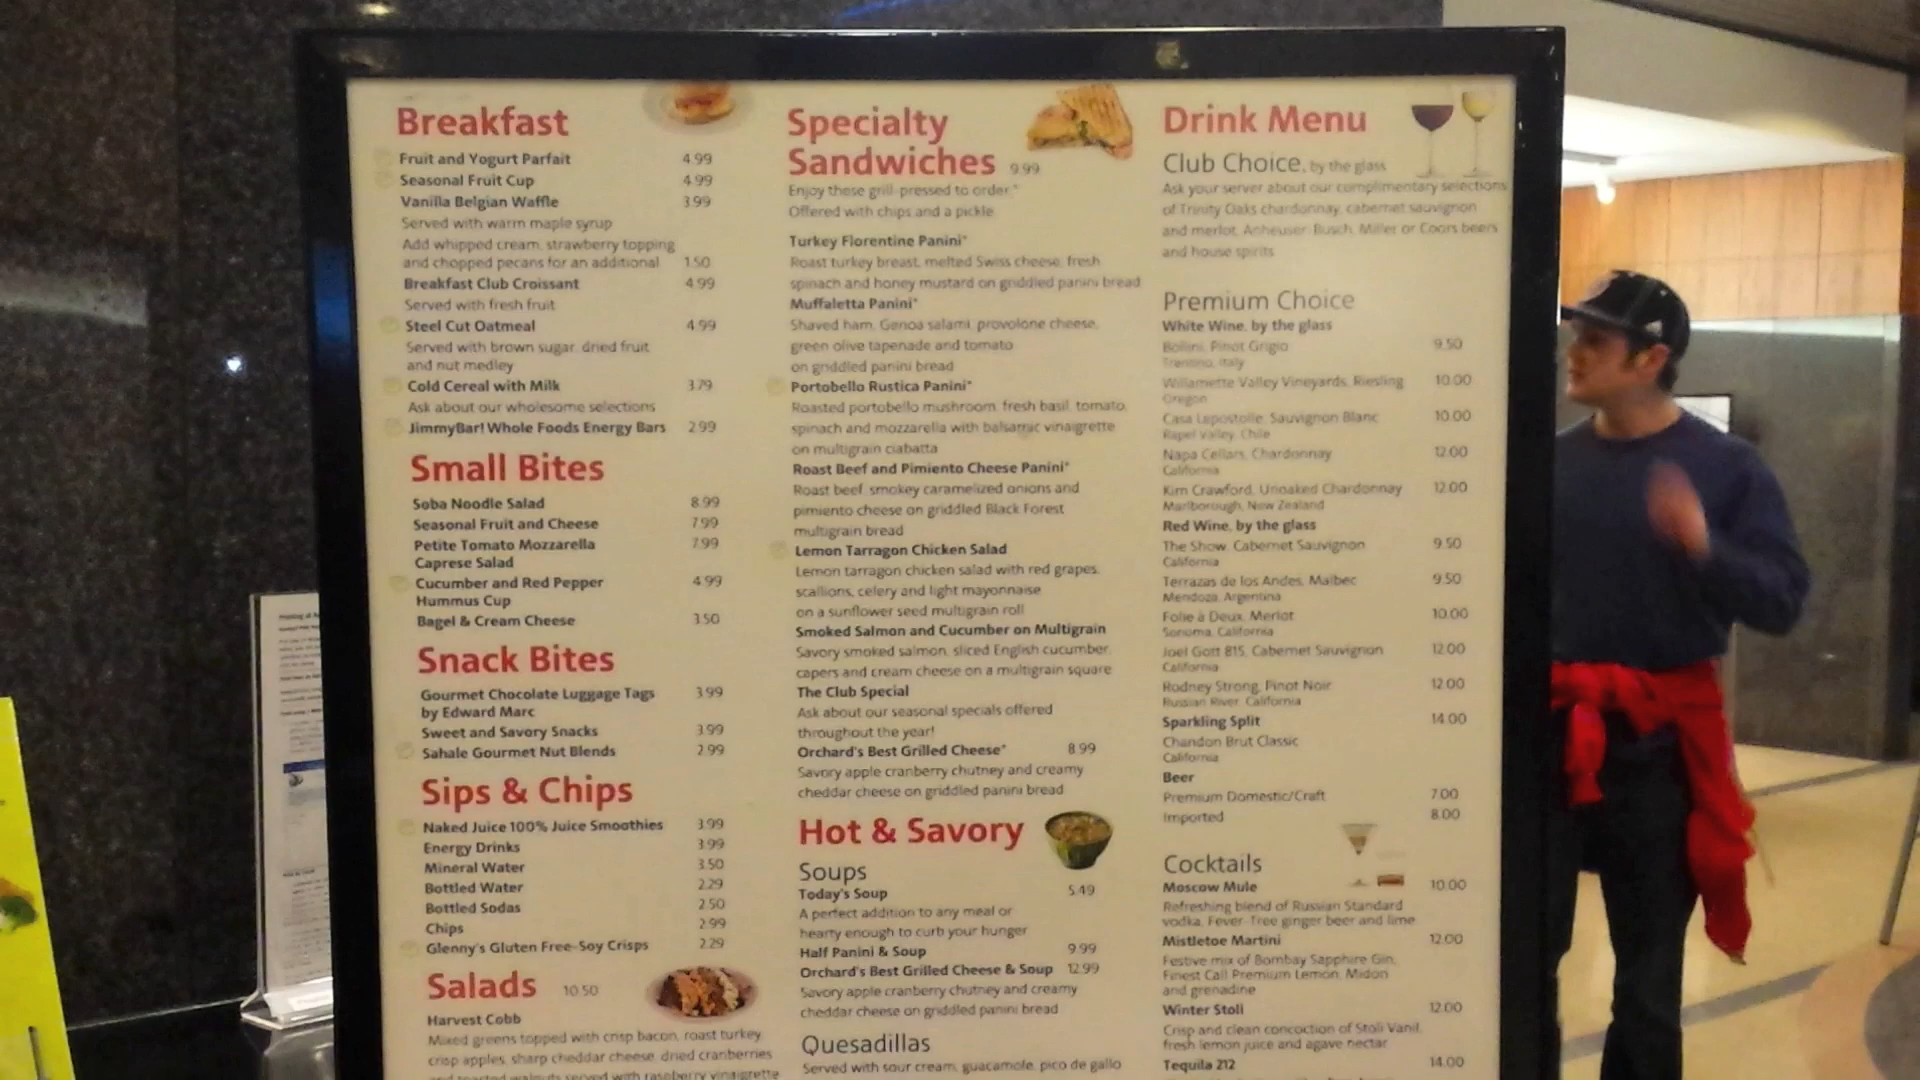 Breakfast
Fruit and Yogurt Parfait 4.99
Seasonal Fruit Cup 4.99
Vanilla Belgian Waffle 3.99
Served with warm maple syrup
Add whipped cream, strawberry topping
and chopped pecans for an additional 1.50
Breakfast Club Croissant 4.99
Served with fresh fruit
Steel Cut Oatmeal 4.99
Served with brown sugar, dried fruit
and nut medley
Cold Cereal with Milk 3.79
Ask about our wholesome selections
JimmyBar! Whole Foods Energy Bars 2.99
Small Bites
Soba Noodle Salad 8.99
Seasonal Fruit and Cheese 7.99
Petite Tomato Mozzarella 7.99
Caprese Salad
Cucumber and Red Pepper 4.99
Hummus Cup
Bagel & Cream Cheese 3.50
Snack Bites
Gourmet Chocolate Luggage Tags 3.99
by Edward Marc
Sweet and Savory Snacks 3.99
Sahale Gourmet Nut Blends 2.99
Sips & Chips
Naked Juice 100% Juice Smoothies 3.99
Energy Drinks 3.99
Mineral Water 3.50
Bottled Water 2.29
Bottled Sodas 2.50
Chips 2.99
Glenny's Gluten Free-Soy Crisps 2.29
Salads 10.50
Harvest Cobb
Mixed greens topped with crisp bacon, roast turkey,
crisp apples, sharp cheddar cheese, dried cranberries
and toasted walnuts served with raspberry vinaigrette
Specialty
Sandwiches 9.99
Enjoy these grill-pressed to order.*
Offered with chips and a pickle
Turkey Florentine Panini*
Roast turkey breast, melted Swiss cheese, fresh
spinach and honey mustard on griddled panini bread
Muffaletta Panini*
Shaved ham, Genoa salami, provolone cheese,
green olive tapenade and tomato
on griddled panini bread
Portobello Rustica Panini*
Roasted portobello mushroom, fresh basil, tomato,
spinach and mozzarella with balsamic vinaigrette
on multigrain ciabatta
Roast Beef and Pimiento Cheese Panini*
Roast beef, smokey caramelized onions and
pimiento cheese on griddled Black Forest
multigrain bread
Lemon Tarragon Chicken Salad
Lemon tarragon chicken salad with red grapes,
scallions, celery and light mayonnaise
on a sunflower seed multigrain roll
Smoked Salmon and Cucumber on Multigrain
Savory smoked salmon, sliced English cucumber,
capers and cream cheese on a multigrain square
The Club Special
Ask about our seasonal specials offered
throughout the year!
Orchard's Best Grilled Cheese* 8.99
Savory apple cranberry chutney and creamy
cheddar cheese on griddled panini bread
Hot & Savory
Soups
Today's Soup 5.49
A perfect addition to any meal or
hearty enough to curb your hunger
Half Panini & Soup 9.99
Orchard's Best Grilled Cheese & Soup 12.99
Savory apple cranberry chutney and creamy
cheddar cheese on griddled panini bread
Quesadillas
Served with sour cream, guacamole, pico de gallo
Drink Menu
Club Choice, by the glass
Ask your server about our complimentary selections
of Trinity Oaks chardonnay, cabernet sauvignon
and merlot, Anheuser-Busch, Miller or Coors beers
and house spirits
Premium Choice
White Wine, by the glass
Bollini, Pinot Grigio 9.50
Trentino, Italy
Willamette Valley Vineyards, Riesling 10.00
Oregon
Casa Lapostolle, Sauvignon Blanc 10.00
Rapel Valley, Chile
Napa Cellars, Chardonnay 12.00
California
Kim Crawford, Unoaked Chardonnay 12.00
Marlborough, New Zealand
Red Wine, by the glass
The Show, Cabernet Sauvignon 9.50
California
Terrazas de los Andes, Malbec 9.50
Mendoza, Argentina
Folie à Deux, Merlot 10.00
Sonoma, California
Joel Gott 815, Cabernet Sauvignon 12.00
California
Rodney Strong, Pinot Noir 12.00
Russian River, California
Sparkling Split 14.00
Chandon Brut Classic
California
Beer
Premium Domestic/Craft 7.00
Imported 8.00
Cocktails
Moscow Mule 10.00
Refreshing blend of Russian Standard
vodka, Fever-Tree ginger beer and lime
Mistletoe Martini 12.00
Festive mix of Bombay Sapphire Gin,
Finest Call Premium Lemon, Midori
and grenadine
Winter Stoli 12.00
Crisp and clean concoction of Stoli Vanil,
fresh lemon juice and agave nectar
Tequila 212 14.00